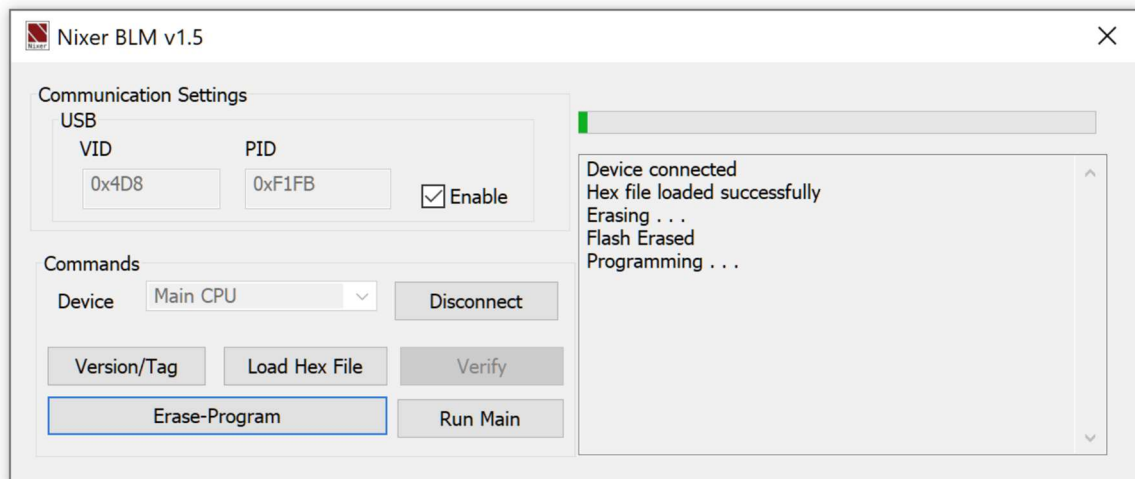 Nixer
Nixer BLM v1.5
Communication Settings
USB
VID
PID
0x4D8
0xF1FB
Enable
Commands
Device
Main CPU
Disconnect
Version/Tag
Load Hex File
Verify
Erase-Program
Run Main
Device connected
Hex file loaded successfully
Erasing . . .
Flash Erased
Programming . . .